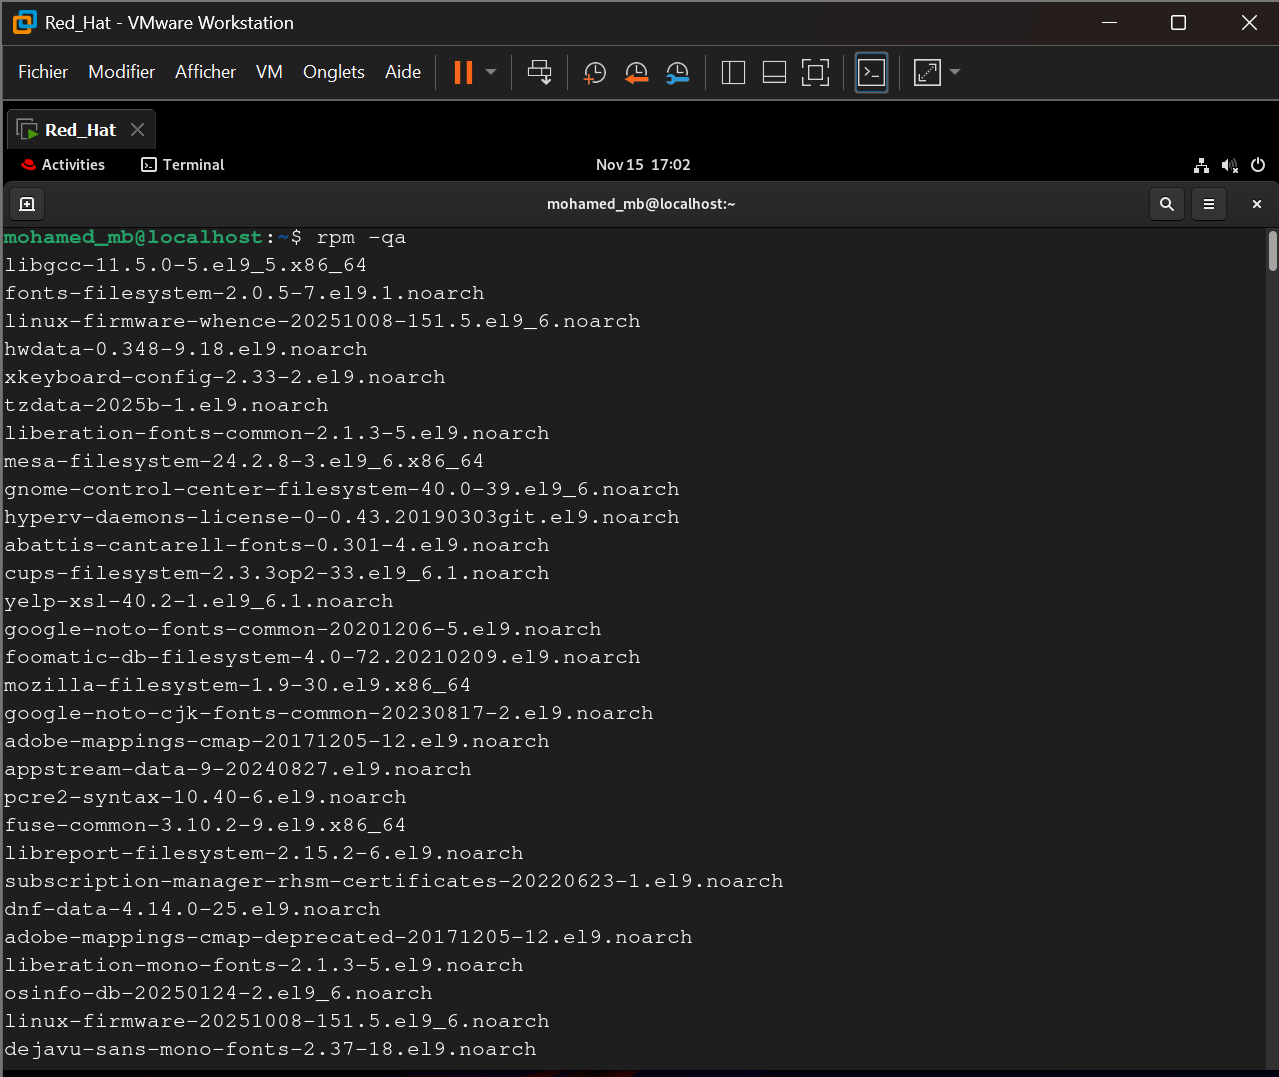 Red_Hat - VMware Workstation
Fichier Modifier Afficher VM Onglets Aide
Red_Hat
Activities Terminal Nov 15 17:02
mohamed_mb@localhost:~
mohamed_mb@localhost:~$ rpm -qa
libgcc-11.5.0-5.el9_5.x86_64
fonts-filesystem-2.0.5-7.el9.1.noarch
linux-firmware-whence-20251008-151.5.el9_6.noarch
hwdata-0.348-9.18.el9.noarch
xkeyboard-config-2.33-2.el9.noarch
tzdata-2025b-1.el9.noarch
liberation-fonts-common-2.1.3-5.el9.noarch
mesa-filesystem-24.2.8-3.el9_6.x86_64
gnome-control-center-filesystem-40.0-39.el9_6.noarch
hyperv-daemons-license-0-0.43.20190303git.el9.noarch
abattis-cantarell-fonts-0.301-4.el9.noarch
cups-filesystem-2.3.3op2-33.el9_6.1.noarch
yelp-xsl-40.2-1.el9_6.1.noarch
google-noto-fonts-common-20201206-5.el9.noarch
foomatic-db-filesystem-4.0-72.20210209.el9.noarch
mozilla-filesystem-1.9-30.el9.x86_64
google-noto-cjk-fonts-common-20230817-2.el9.noarch
adobe-mappings-cmap-20171205-12.el9.noarch
appstream-data-9-20240827.el9.noarch
pcre2-syntax-10.40-6.el9.noarch
fuse-common-3.10.2-9.el9.x86_64
libreport-filesystem-2.15.2-6.el9.noarch
subscription-manager-rhsm-certificates-20220623-1.el9.noarch
dnf-data-4.14.0-25.el9.noarch
adobe-mappings-cmap-deprecated-20171205-12.el9.noarch
liberation-mono-fonts-2.1.3-5.el9.noarch
osinfo-db-20250124-2.el9_6.noarch
linux-firmware-20251008-151.5.el9_6.noarch
dejavu-sans-mono-fonts-2.37-18.el9.noarch